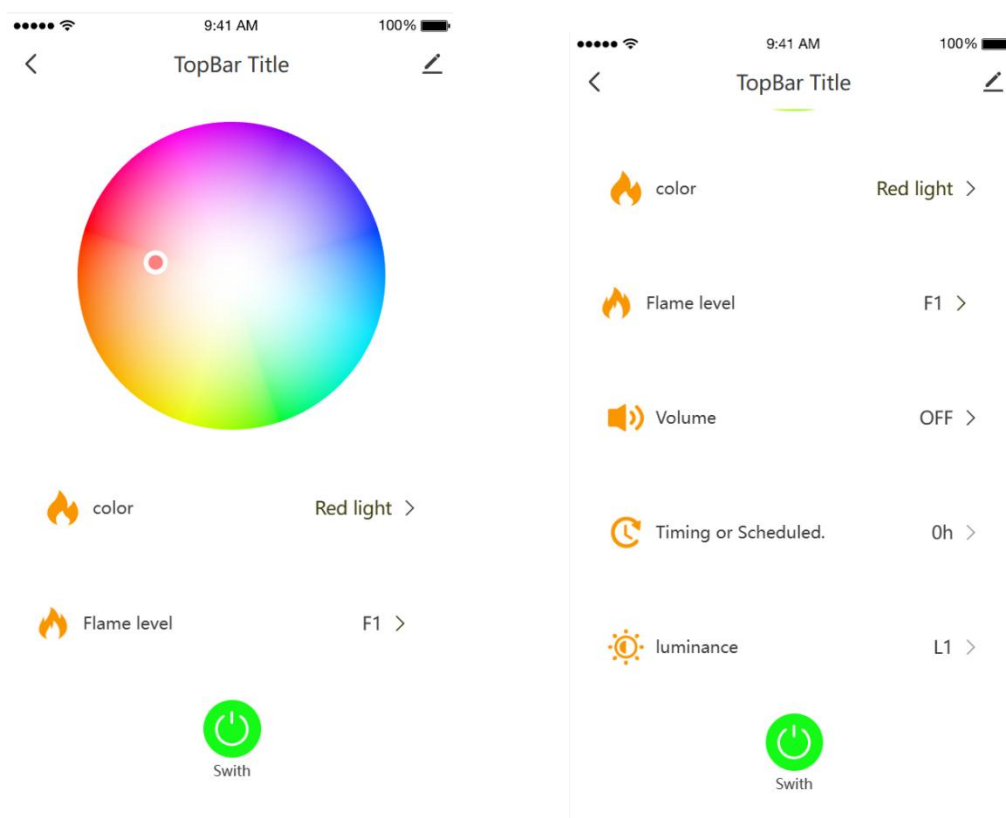 9:41 AM 100%
TopBar Title
color Red light
Flame level F1
Swith
9:41 AM 100%
TopBar Title
color Red light
Flame level F1
Volume OFF
Timing or Scheduled. 0h
luminance L1
Swith